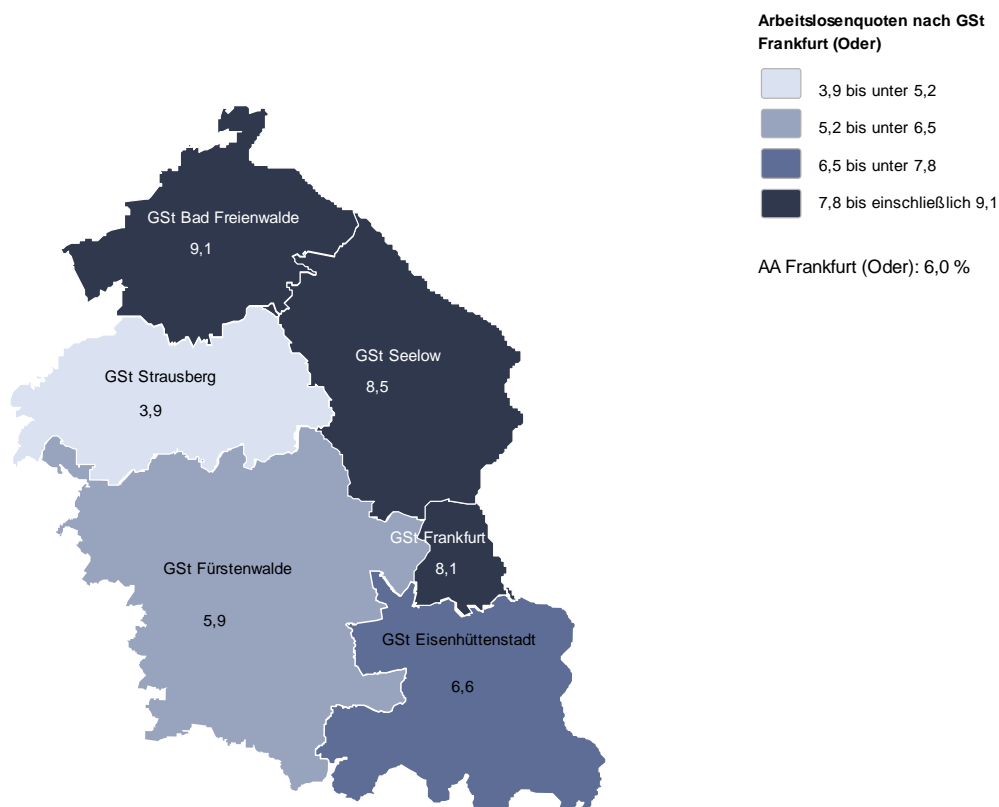 Arbeitslosenquoten nach GSt
Frankfurt (Oder)
3,9 bis unter 5,2
5,2 bis unter 6,5
6,5 bis unter 7,8
7,8 bis einschließlich 9,1
AA Frankfurt (Oder): 6,0 %
GSt Bad Freienwalde
9,1
GSt Seelow
8,5
GSt Strausberg
3,9
GSt Frankfurt
8,1
GSt Fürstenwalde
5,9
GSt Eisenhüttenstadt
6,6